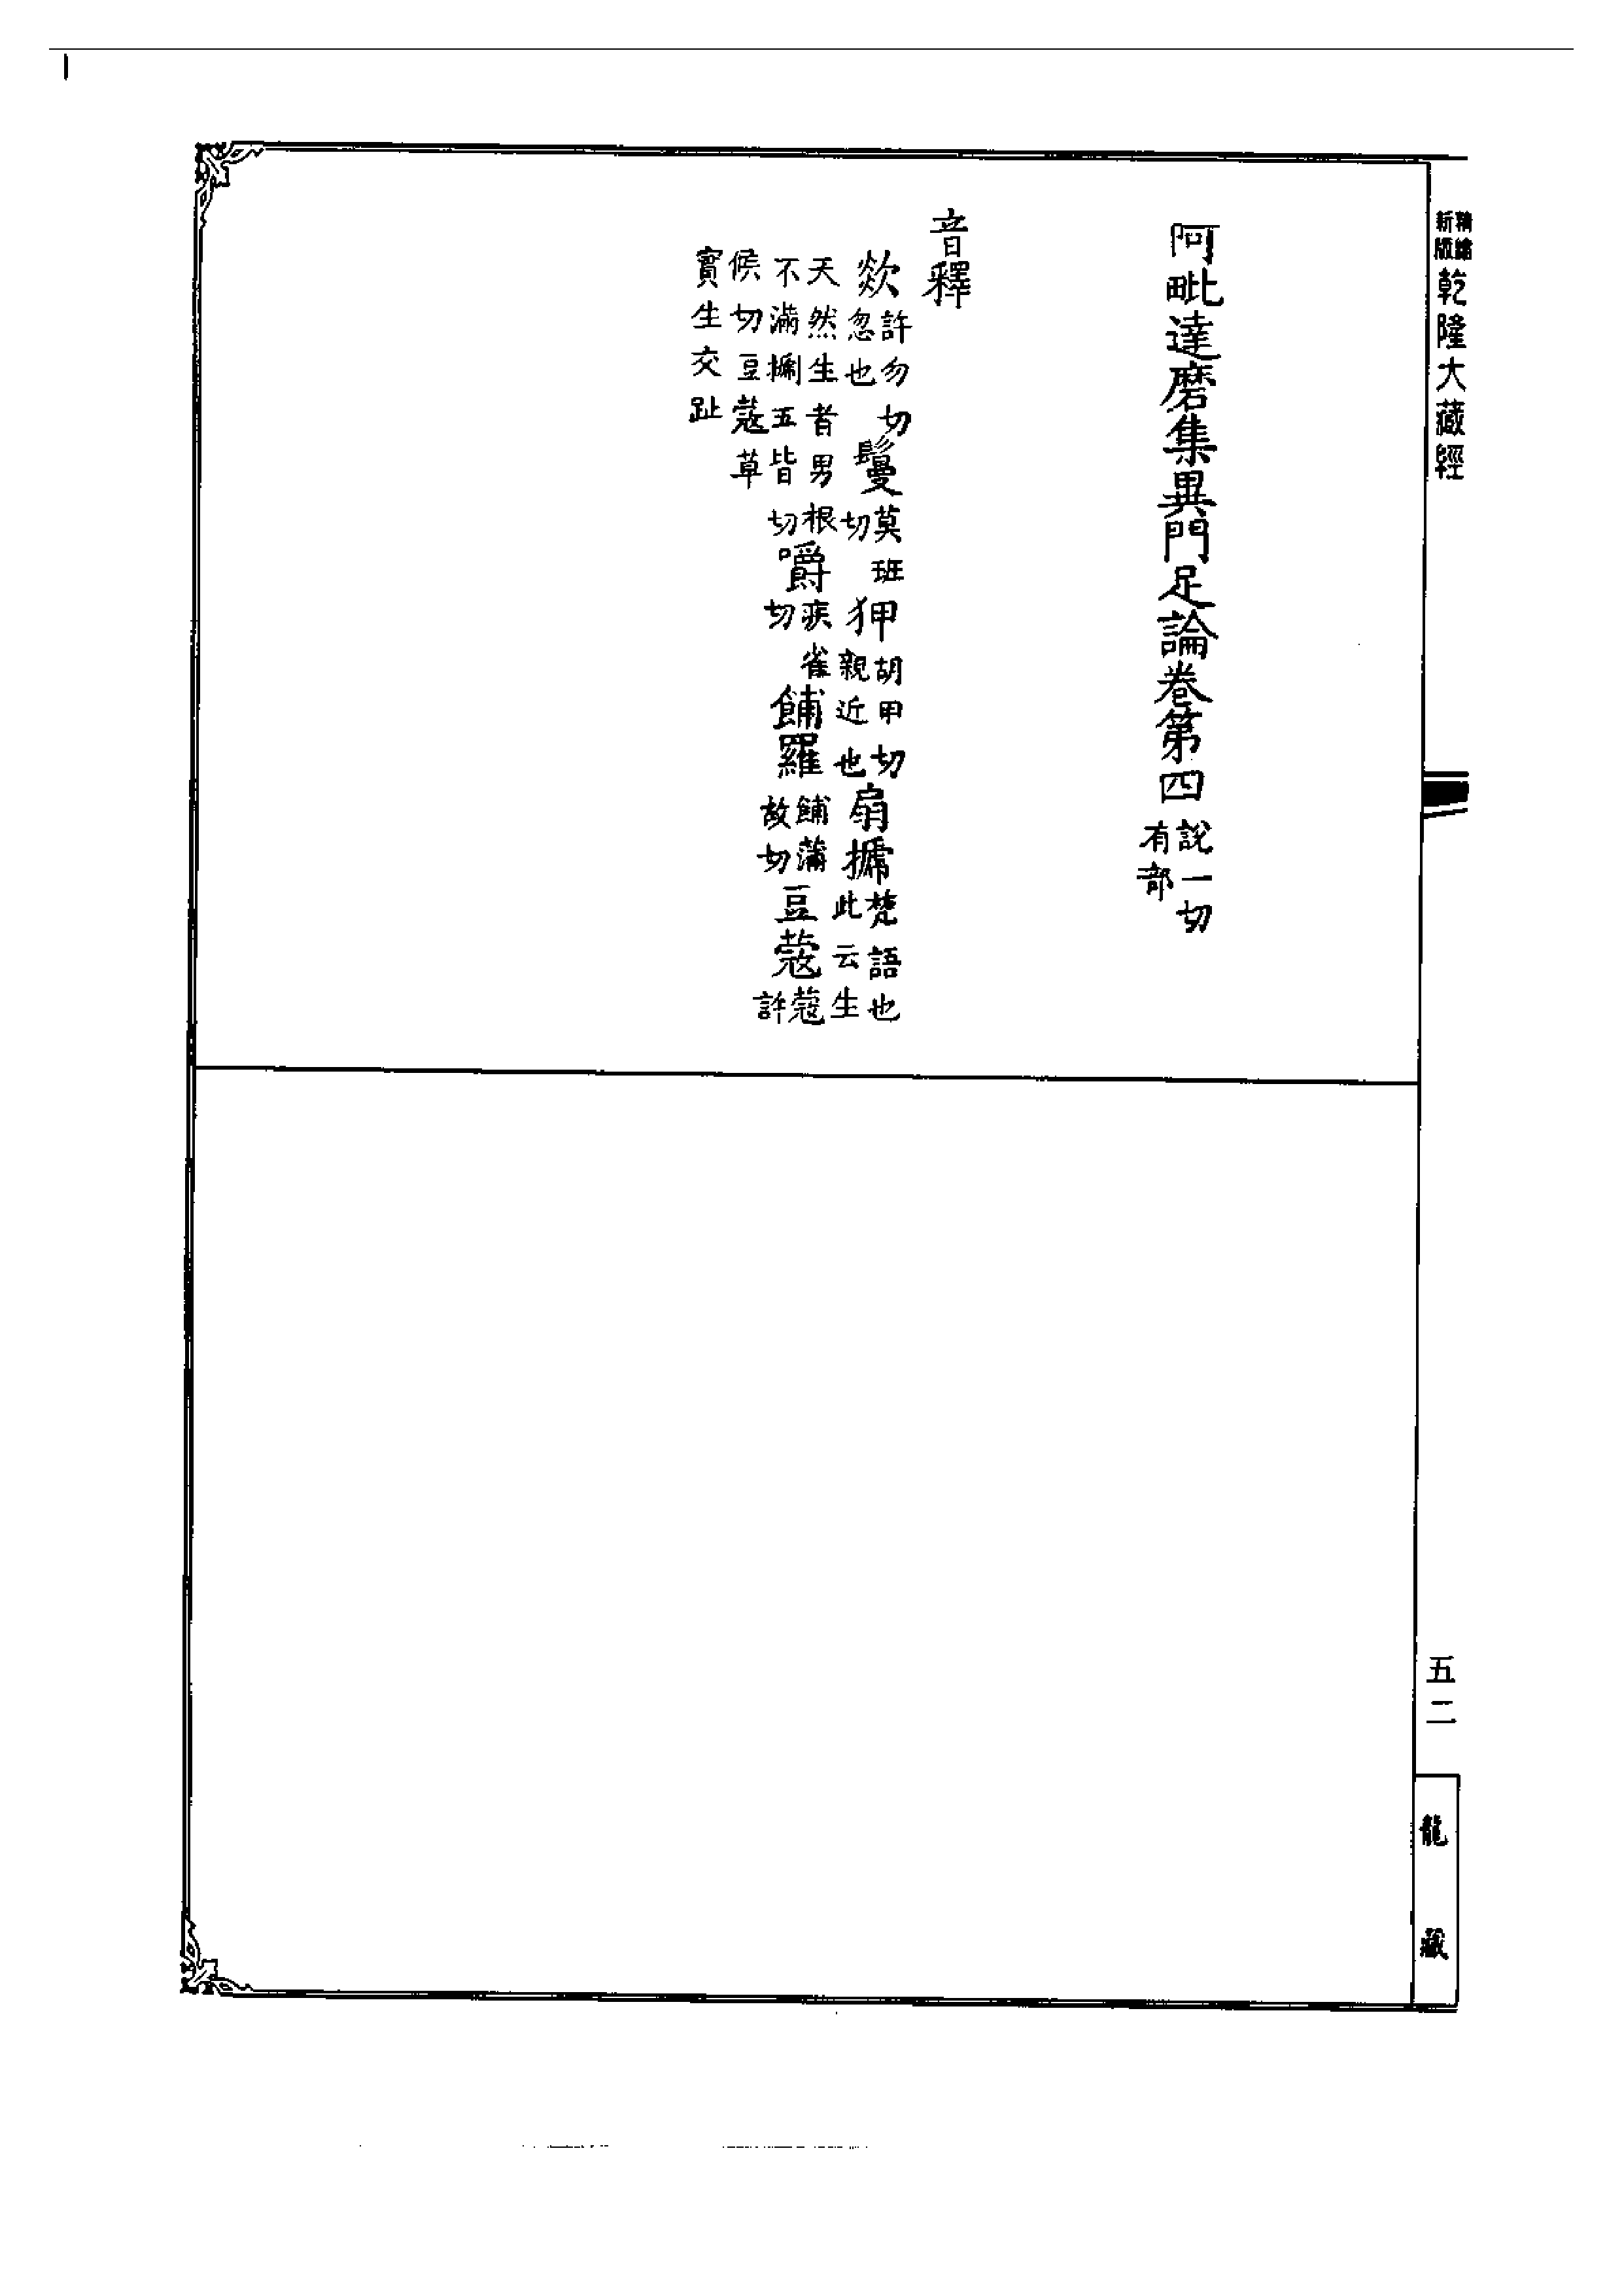 精縮新版乾隆大藏經
阿毗達磨集異門足論卷第四說一切有部
音釋
欻許勿切忽也鬘莫班切狎胡甲切親近也扇搋梵語也此云生
天然生者男根不滿搋五皆切嚼疾雀切餔羅餔蒲故切豆蔻蔻許
候切豆蔻草實生交趾
五二
龍藏